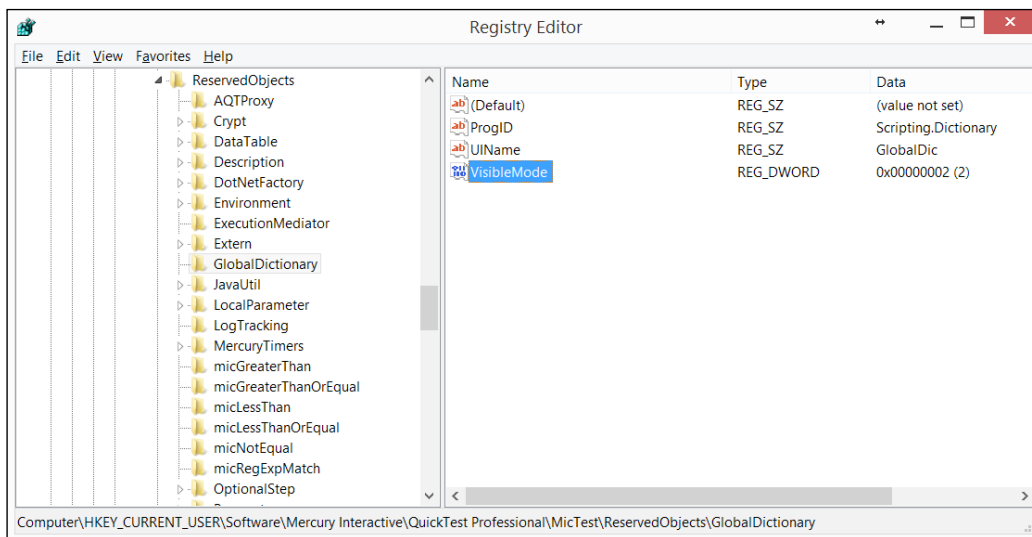 Registry Editor
File Edit View Favorites Help
ReservedObjects
AQTProxy
Crypt
DataTable
Description
DotNetFactory
Environment
ExecutionMediator
Extern
GlobalDictionary
JavaUtil
LocalParameter
LogTracking
MercuryTimers
micGreaterThan
micGreaterThanOrEqual
micLessThan
micLessThanOrEqual
micNotEqual
micRegExpMatch
OptionalStep
Name Type Data
(Default) REG_SZ (value not set)
ProgID REG_SZ Scripting.Dictionary
UIName REG_SZ GlobalDic
VisibleMode REG_DWORD 0x00000002 (2)
Computer\HKEY_CURRENT_USER\Software\Mercury Interactive\QuickTest Professional\MicTest\ReservedObjects\GlobalDictionary